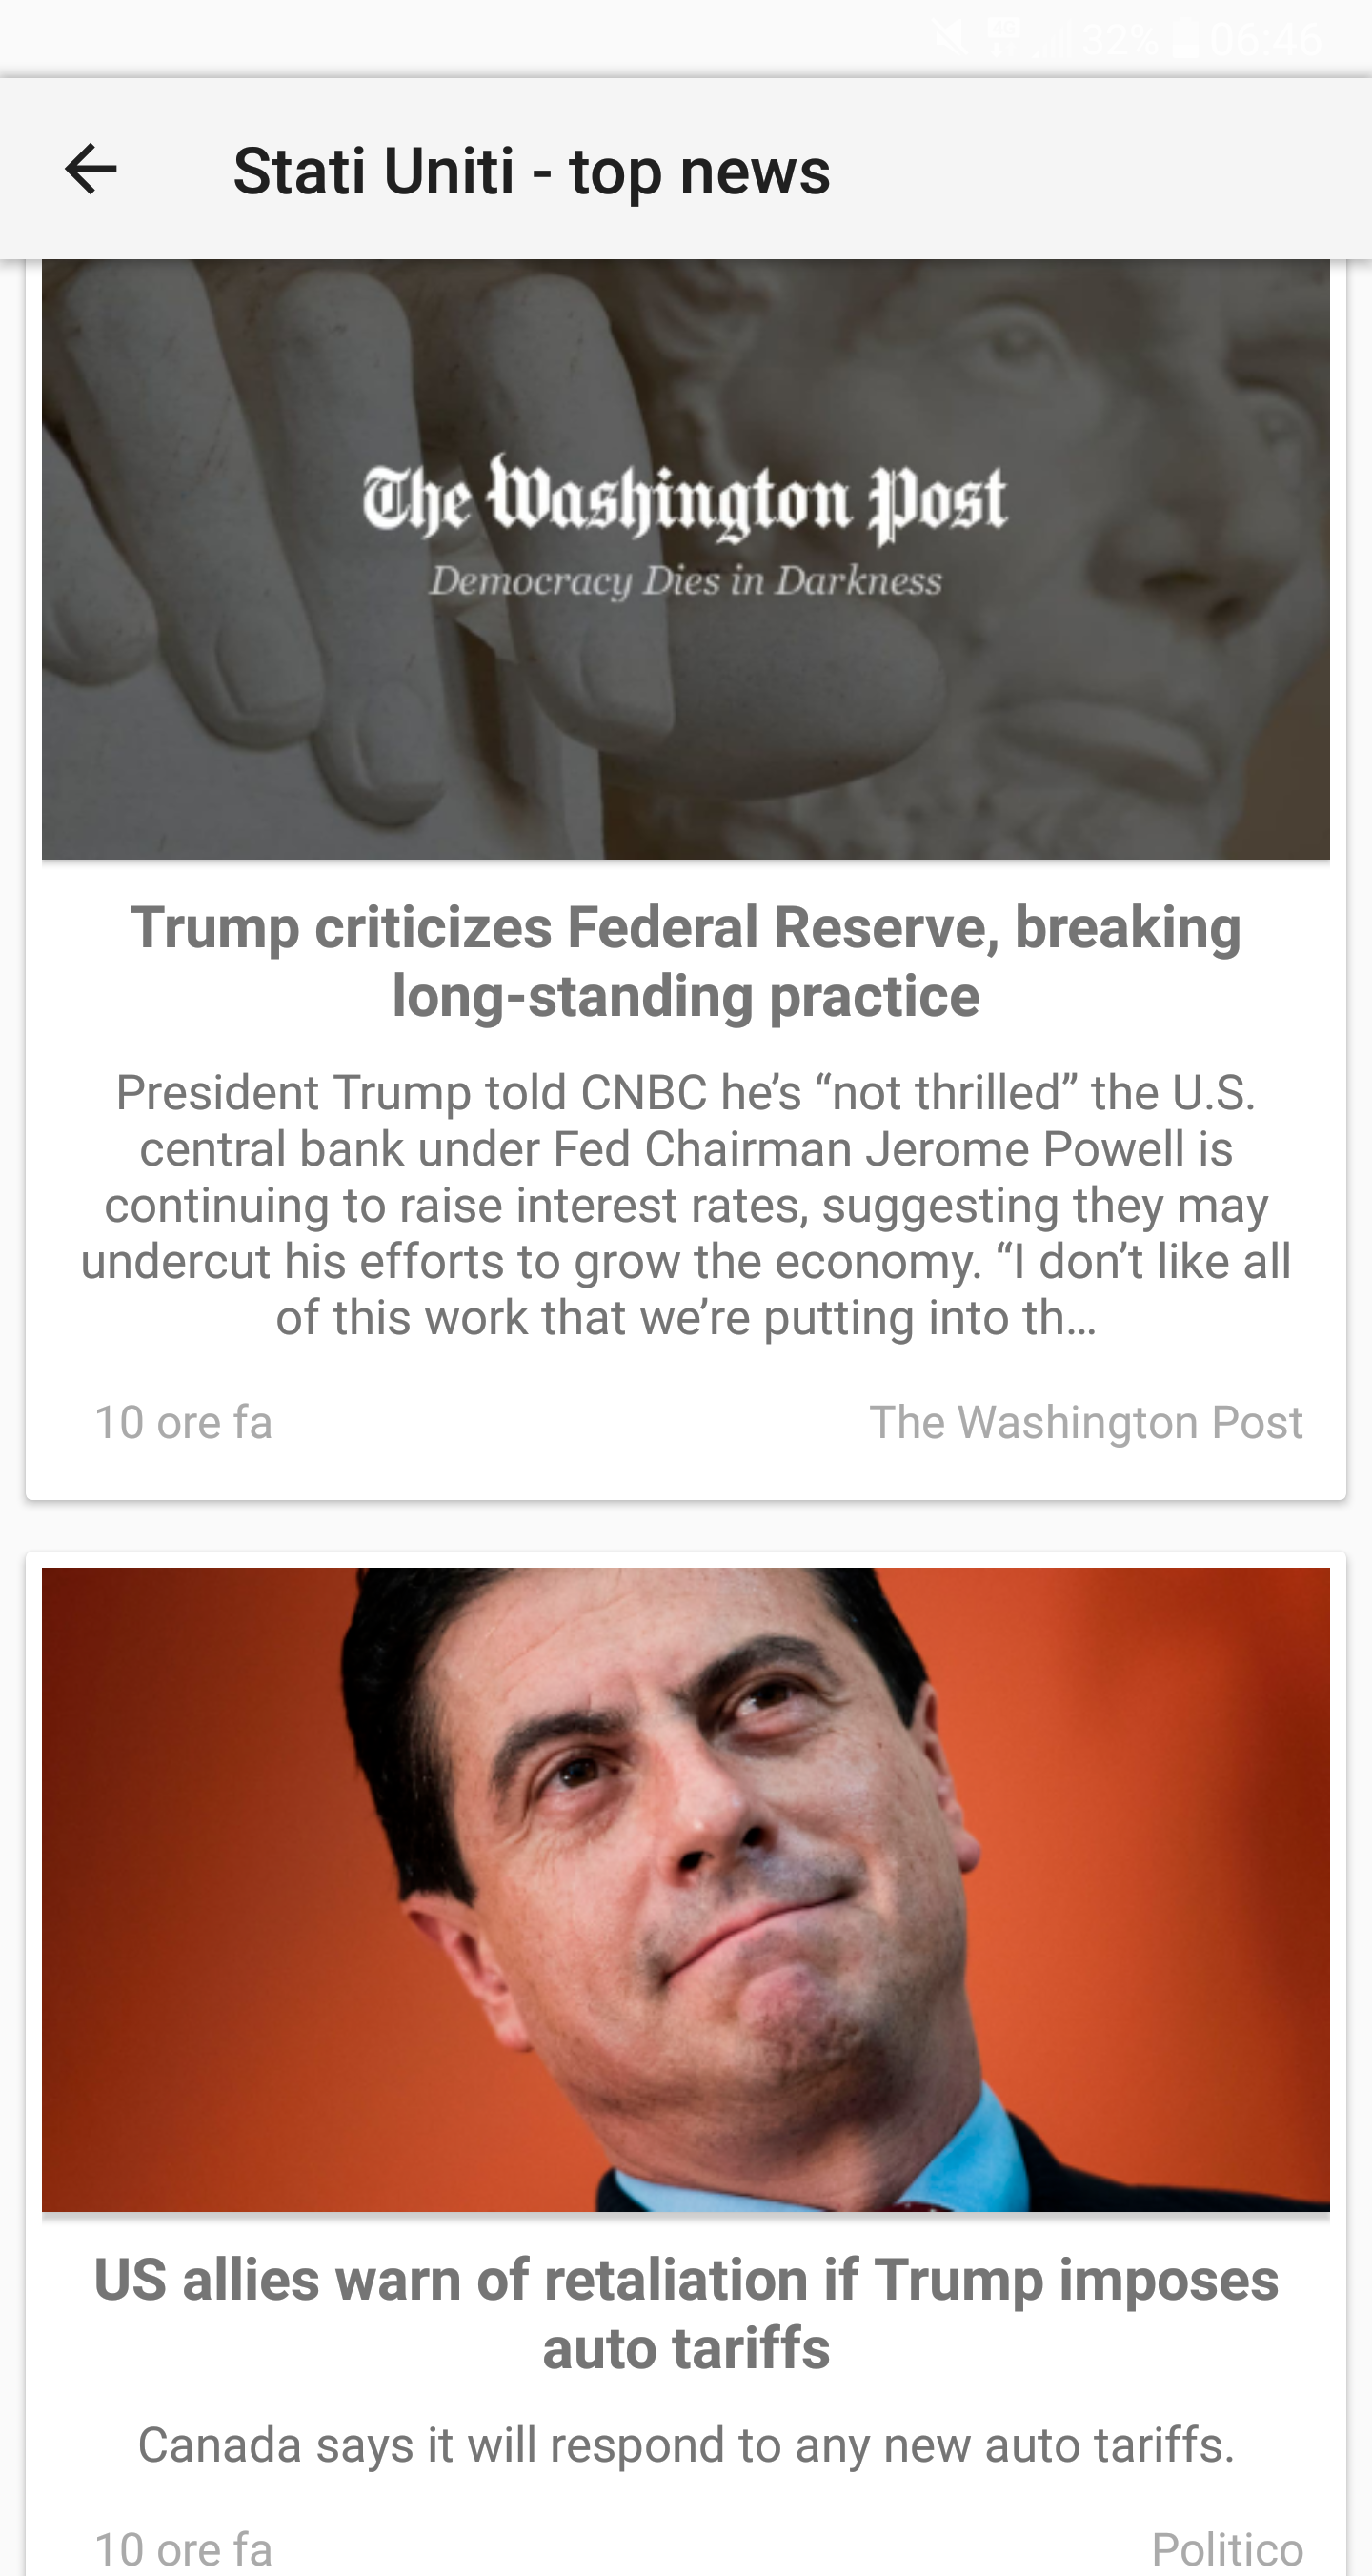 32% 06:46
Stati Uniti - top news
The Washington Post
Democracy Dies in Darkness
Trump criticizes Federal Reserve, breaking
long-standing practice
President Trump told CNBC he’s “not thrilled” the U.S.
central bank under Fed Chairman Jerome Powell is
continuing to raise interest rates, suggesting they may
undercut his efforts to grow the economy. “I don’t like all
of this work that we’re putting into th…
10 ore fa The Washington Post
US allies warn of retaliation if Trump imposes
auto tariffs
Canada says it will respond to any new auto tariffs.
10 ore fa Politico